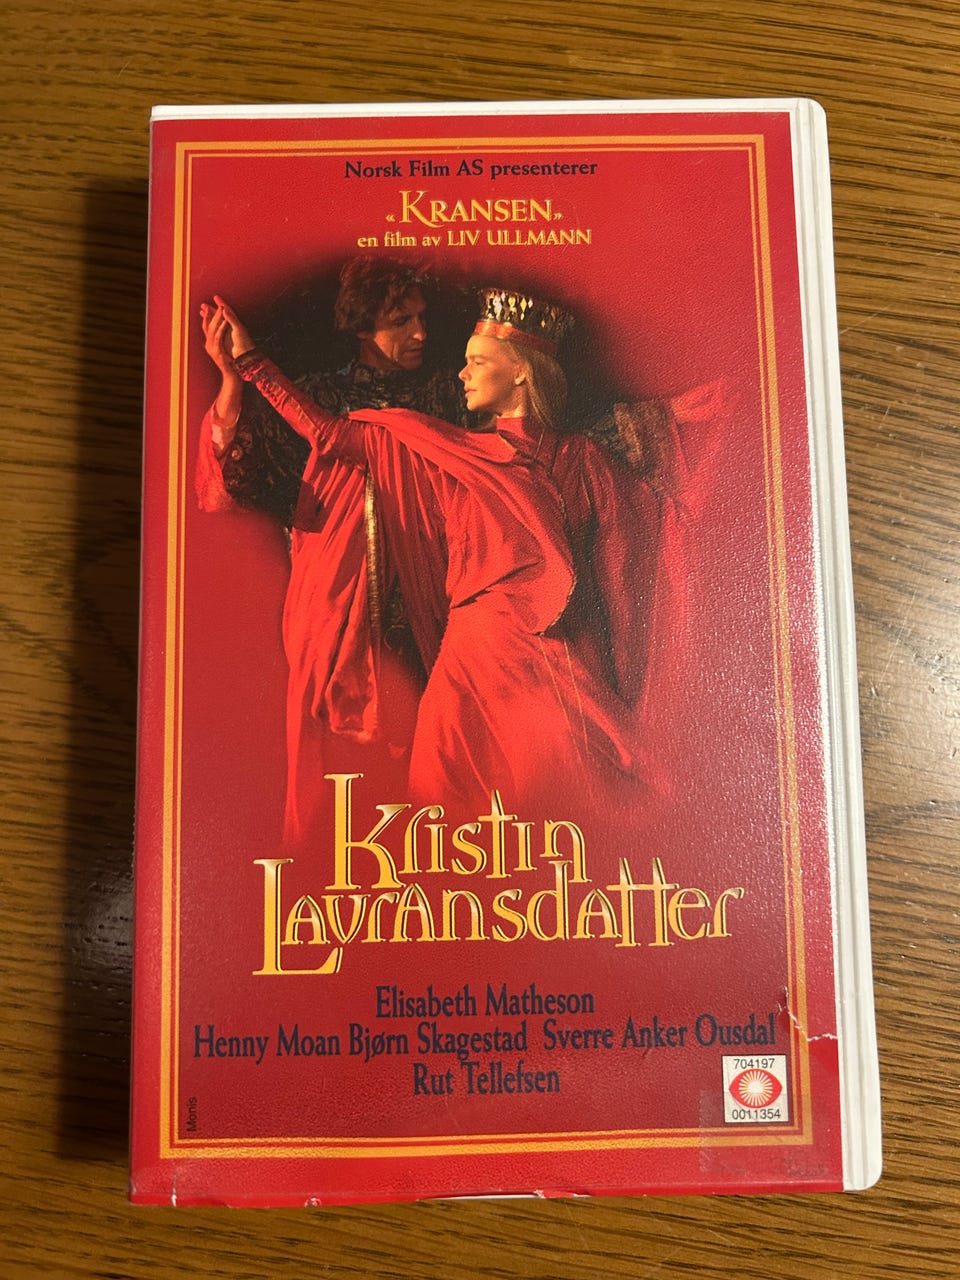 Norsk Film AS presenterer
«KRANSEN»
en film av LIV ULLMANN
Kristin
Lavransdatter
Elisabeth Matheson
Henny Moan Bjørn Skagestad Sverre Anker Ousdal
Rut Tellefsen
704197
0011354
Monis